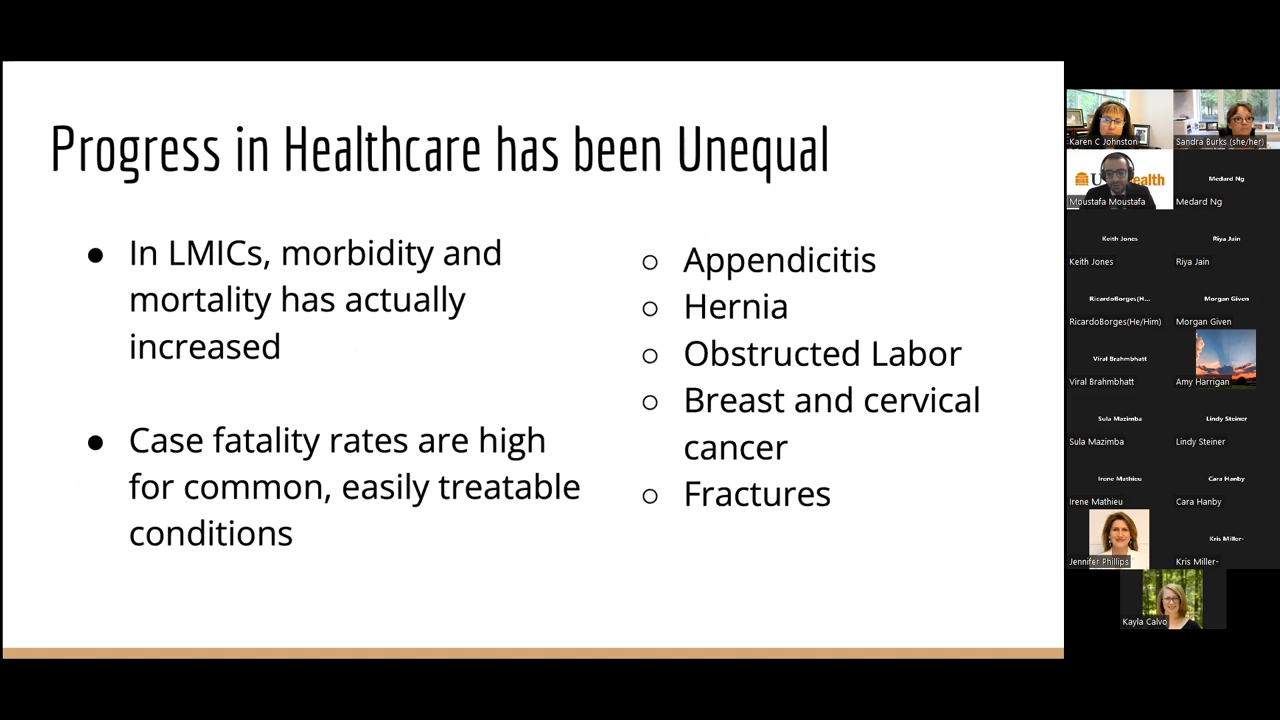 Progress in Healthcare has been Unequal
● In LMICs, morbidity and
mortality has actually
increased
● Case fatality rates are high
for common, easily treatable
conditions
○ Appendicitis
○ Hernia
○ Obstructed Labor
○ Breast and cervical
cancer
○ Fractures
Karen C Johnston
Sandra Burks (she/her)
Moustafa Moustafa
Medard Ng
Medard Ng
Keith Jones
Keith Jones
Riya Jain
Riya Jain
RicardoBorges(H...
RicardoBorges(He/Him)
Morgan Given
Morgan Given
Viral Brahmbhatt
Viral Brahmbhatt
Amy Harrigan
Sula Mazimba
Sula Mazimba
Lindy Steiner
Lindy Steiner
Irene Mathieu
Irene Mathieu
Cara Hanby
Cara Hanby
Jennifer Phillips
Kris Miller-
Kris Miller-
Kayla Calvo